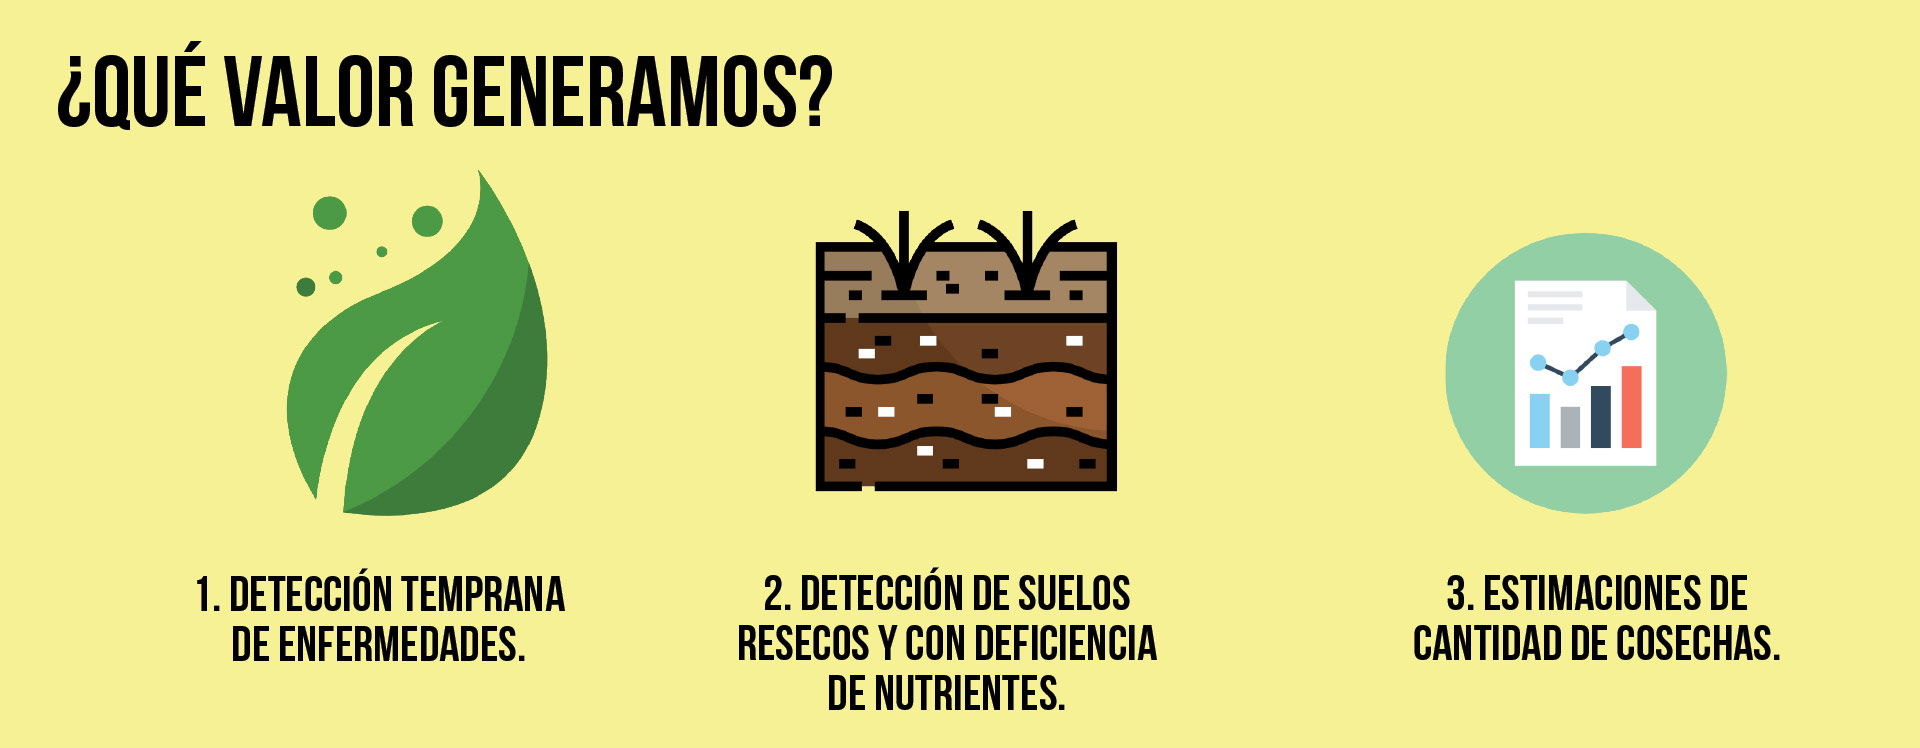 ¿QUÉ VALOR GENERAMOS?
1. DETECCIÓN TEMPRANA
DE ENFERMEDADES.
2. DETECCIÓN DE SUELOS
RESECOS Y CON DEFICIENCIA
DE NUTRIENTES.
3. ESTIMACIONES DE
CANTIDAD DE COSECHAS.